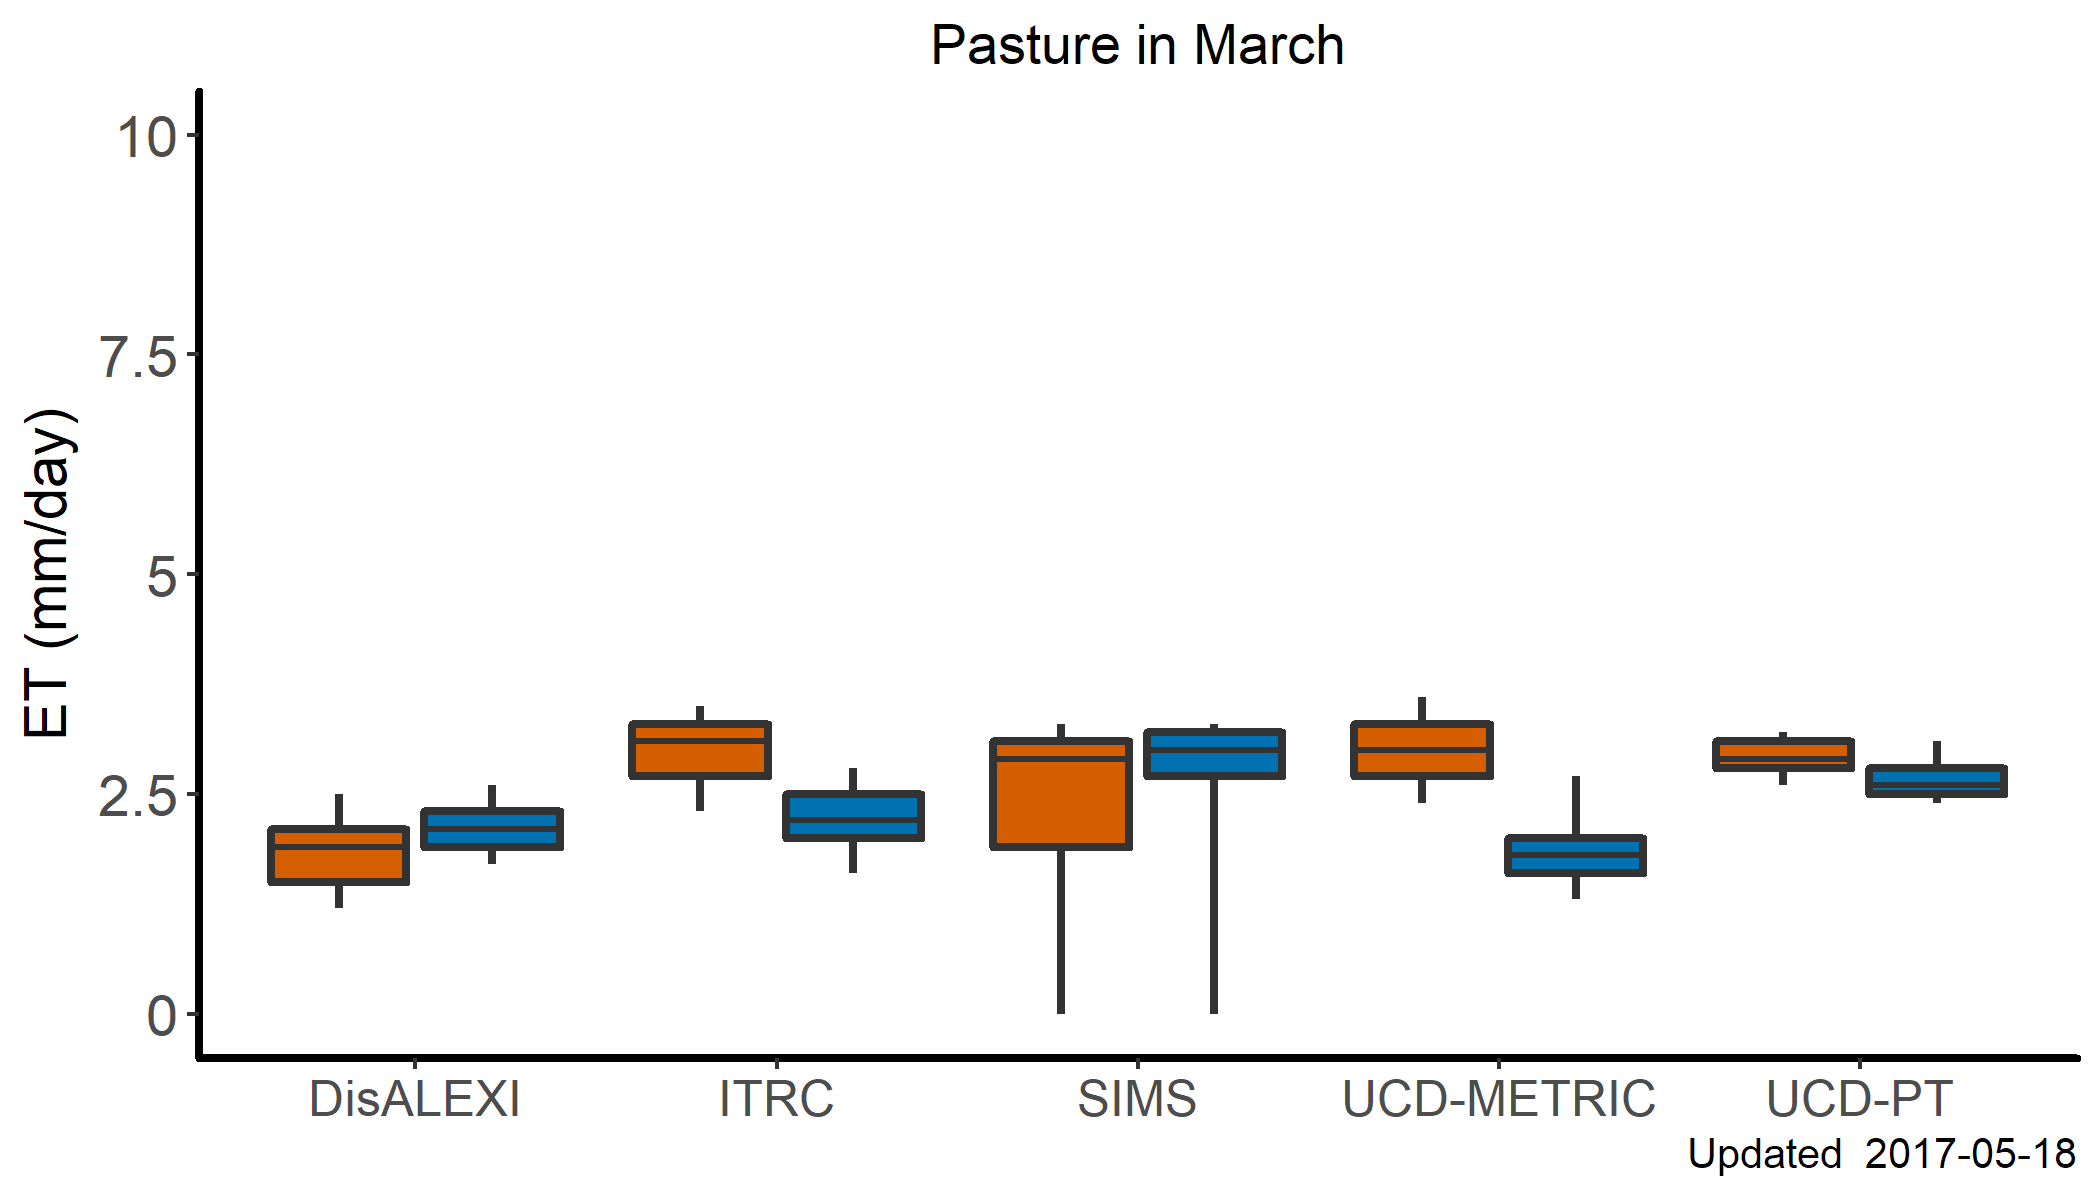 Pasture in March
ET (mm/day)
10
7.5
5
2.5
0
DisALEXI ITRC SIMS UCD-METRIC UCD-PT
Updated 2017-05-18